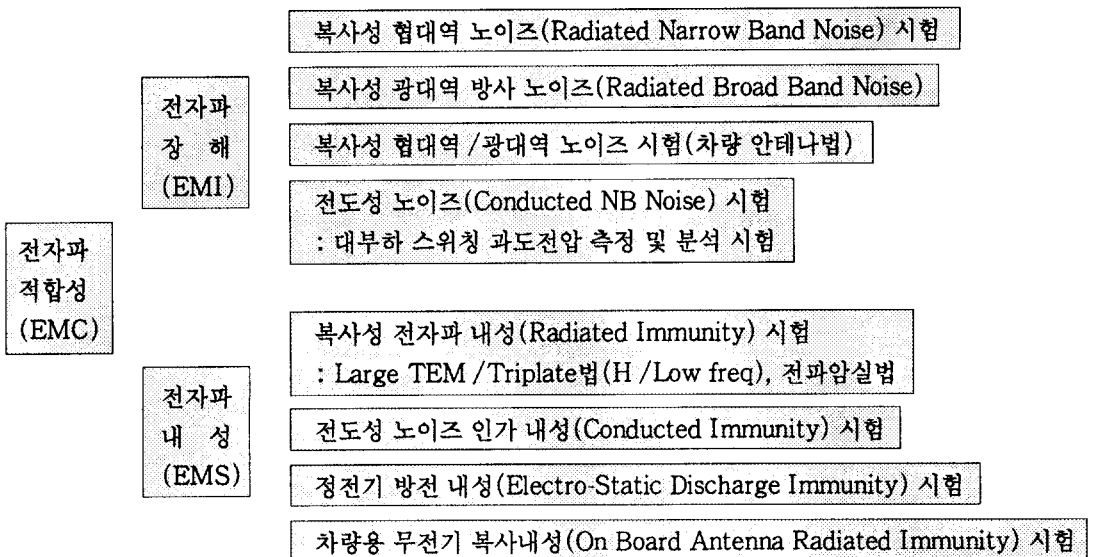 복사성 협대역 노이즈(Radiated Narrow Band Noise) 시험
복사성 광대역 방사 노이즈(Radiated Broad Band Noise)
복사성 협대역 /광대역 노이즈 시험(차량 안테나법)
전도성 노이즈(Conducted NB Noise) 시험
: 대부하 스위칭 과도전압 측정 및 분석 시험
전자파
장 해
(EMI)
전자파
적합성
(EMC)
복사성 전자파 내성(Radiated Immunity) 시험
: Large TEM /Triplate법(H /Low freq), 전파암실법
전도성 노이즈 인가 내성(Conducted Immunity) 시험
정전기 방전 내성(Electro-Static Discharge Immunity) 시험
차량용 무전기 복사내성(On Board Antenna Radiated Immunity) 시험
전자파
내 성
(EMS)